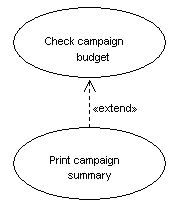 Check campaign
budget
«extend»
Print campaign
summary